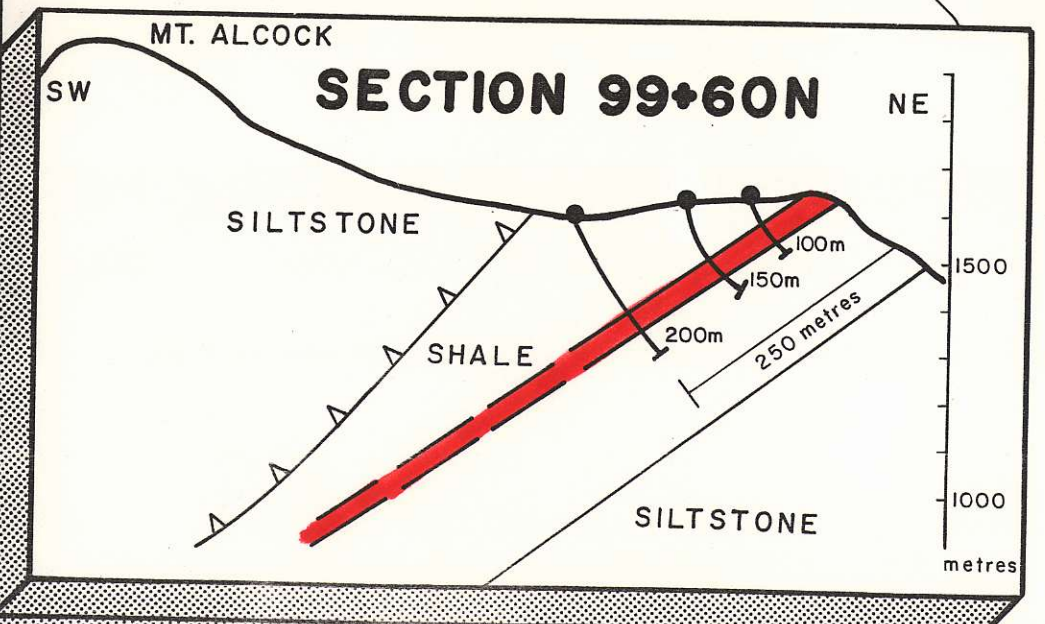 MT. ALCOCK
SW
SECTION 99+60N
NE
SILTSTONE
100m
1500
150m
200m
250 metres
SHALE
1000
SILTSTONE
metres